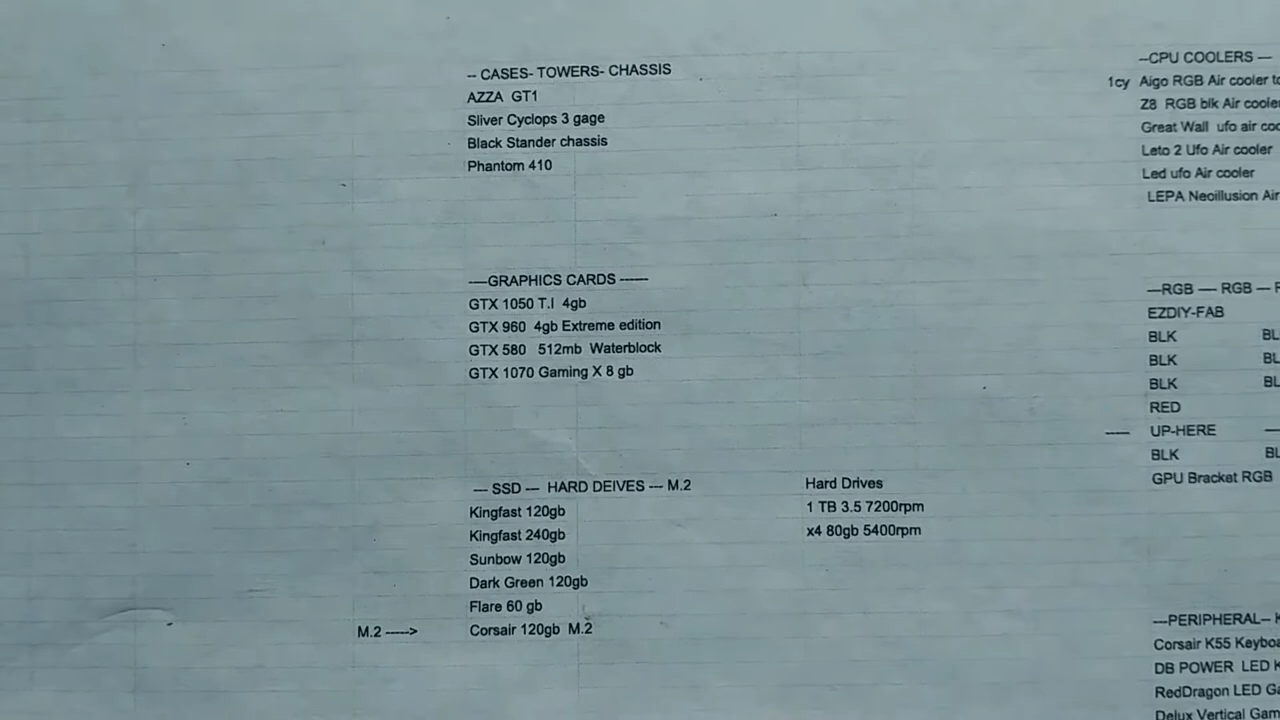 -- CASES- TOWERS- CHASSIS
AZZA GT1
Sliver Cyclops 3 gage
Black Stander chassis
Phantom 410
----GRAPHICS CARDS ------
GTX 1050 T.I 4gb
GTX 960 4gb Extreme edition
GTX 580 512mb Waterblock
GTX 1070 Gaming X 8 gb
--- SSD --- HARD DEIVES --- M.2
Kingfast 120gb
Kingfast 240gb
Sunbow 120gb
Dark Green 120gb
Flare 60 gb
M.2 ----> Corsair 120gb M.2
Hard Drives
1 TB 3.5 7200rpm
x4 80gb 5400rpm
--CPU COOLERS ---
1cy Aigo RGB Air cooler
Z8 RGB blk Air
Great Wall ufo air
Leto 2 Ufo Air cooler
Led ufo Air cooler
LEPA Neoillusion Air
---RGB --- RGB ---
EZDIY-FAB
BLK
BLK
BLK
RED
---- UP-HERE
BLK
GPU Bracket RGB
---PERIPHERAL--
Corsair K55
DB POWER LED
RedDragon LED
Delux Vertical